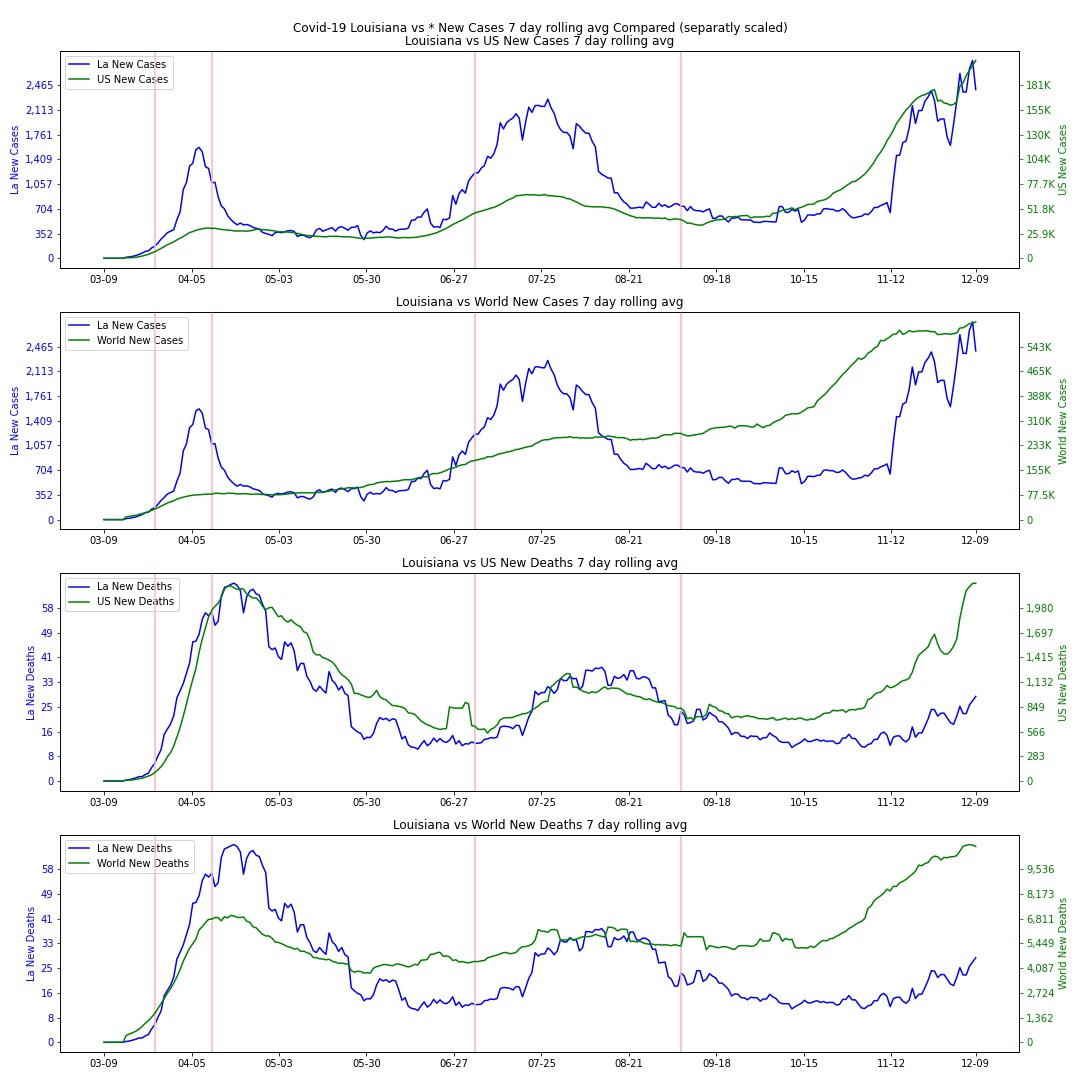 Covid-19 Louisiana vs * New Cases 7 day rolling avg Compared (separatly scaled)
Louisiana vs US New Cases 7 day rolling avg
La New Cases
US New Cases
2,465
2,113
1,761
1,409
1,057
704
352
0
La New Cases
181K
155K
130K
104K
77.7K
51.8K
25.9K
0
US New Cases
03-09 04-05 05-03 05-30 06-27 07-25 08-21 09-18 10-15 11-12 12-09
Louisiana vs World New Cases 7 day rolling avg
La New Cases
World New Cases
2,465
2,113
1,761
1,409
1,057
704
352
0
La New Cases
543K
465K
388K
310K
233K
155K
77.5K
0
World New Cases
03-09 04-05 05-03 05-30 06-27 07-25 08-21 09-18 10-15 11-12 12-09
Louisiana vs US New Deaths 7 day rolling avg
La New Deaths
US New Deaths
58
49
41
33
25
16
8
0
La New Deaths
1,980
1,697
1,415
1,132
849
566
283
0
US New Deaths
03-09 04-05 05-03 05-30 06-27 07-25 08-21 09-18 10-15 11-12 12-09
Louisiana vs World New Deaths 7 day rolling avg
La New Deaths
World New Deaths
58
49
41
33
25
16
8
0
La New Deaths
9,536
8,173
6,811
5,449
4,087
2,724
1,362
0
World New Deaths
03-09 04-05 05-03 05-30 06-27 07-25 08-21 09-18 10-15 11-12 12-09